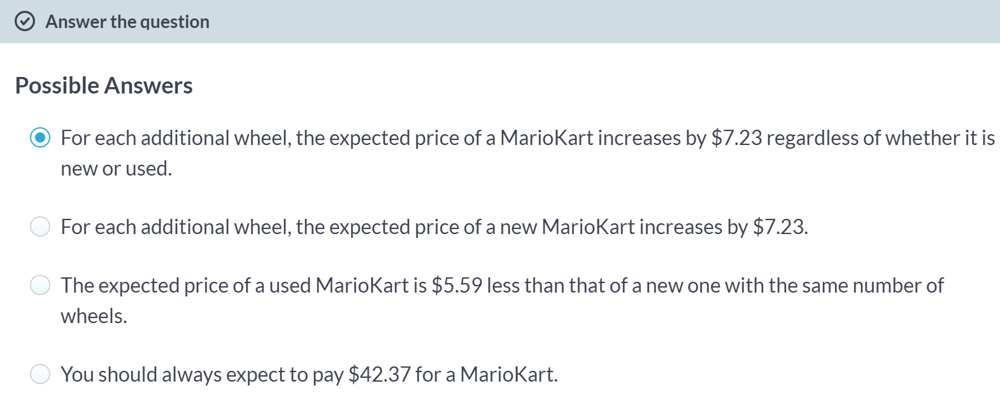 Answer the question
Possible Answers
For each additional wheel, the expected price of a MarioKart increases by $7.23 regardless of whether it is
new or used.
For each additional wheel, the expected price of a new MarioKart increases by $7.23.
The expected price of a used MarioKart is $5.59 less than that of a new one with the same number of
wheels.
You should always expect to pay $42.37 for a MarioKart.